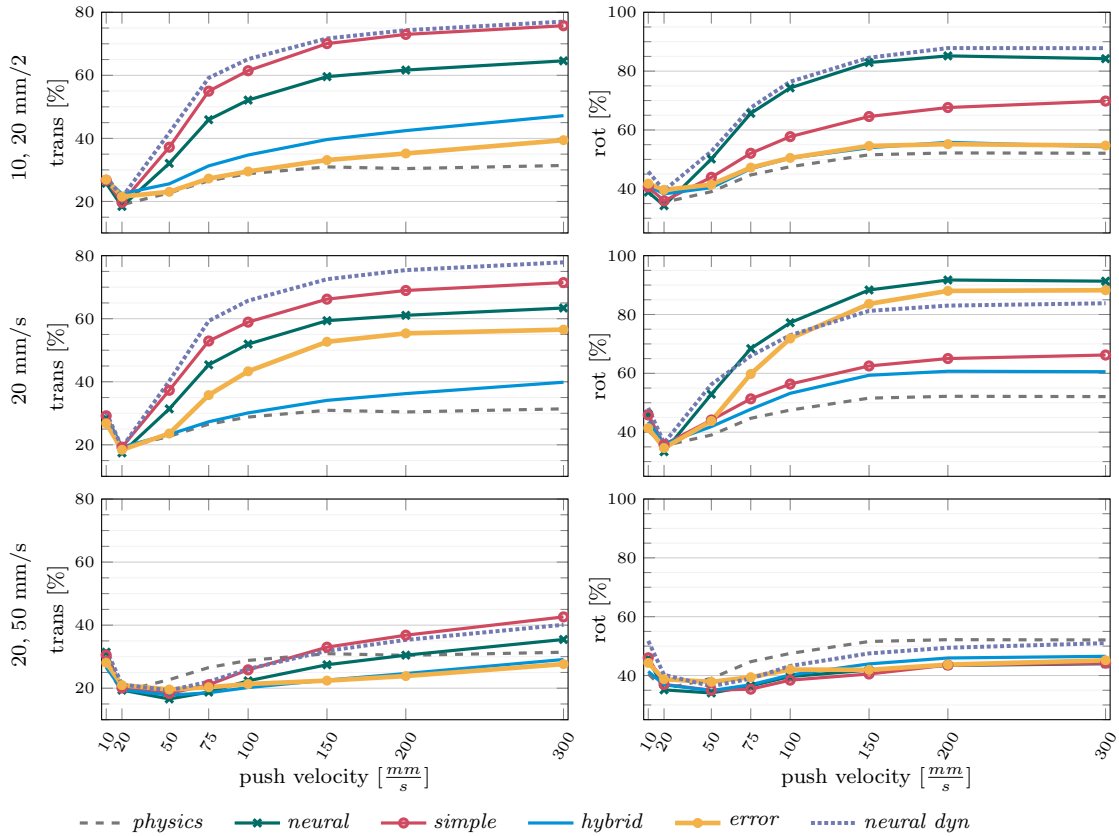 10, 20 mm/2
trans [%]
80
60
40
20
rot [%]
100
80
60
40
20 mm/s
trans [%]
80
60
40
20
rot [%]
100
80
60
40
20, 50 mm/s
trans [%]
80
60
40
20
10 20 50 75 100 150 200 300
push velocity [mm/s]
rot [%]
100
80
60
40
10 20 50 75 100 150 200 300
push velocity [mm/s]
physics neural simple hybrid error neural dyn